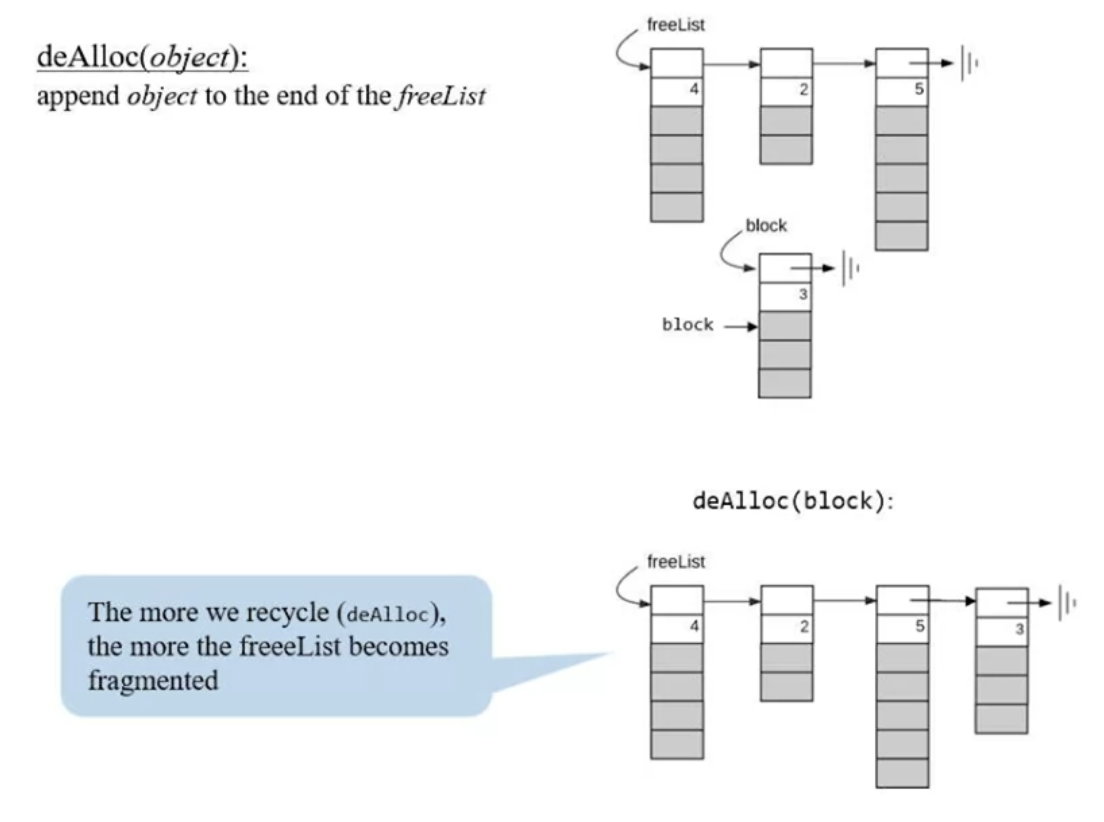 deAlloc(object):
append object to the end of the freeList
freeList
4
2
5
block
3
block
deAlloc(block):
The more we recycle (deAlloc),
the more the freeeList becomes
fragmented
freeList
4
2
5
3